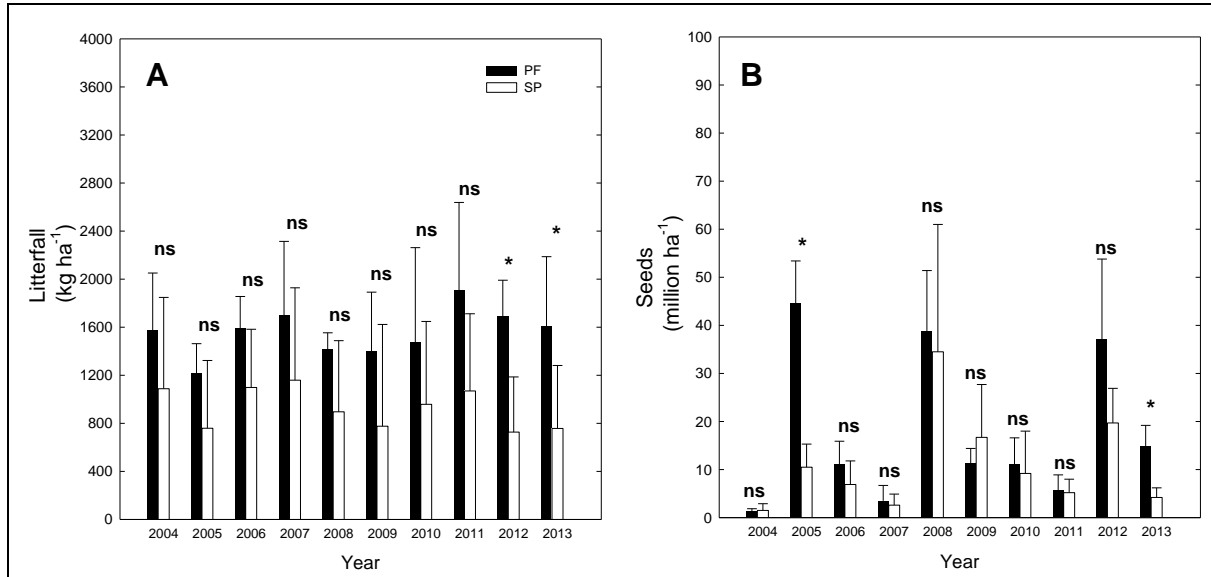 A
PF
SP
4000
3600
3200
2800
2400
2000
1600
1200
800
400
0
Litterfall
(kg ha-1)
ns ns ns ns ns ns ns ns * *
2004 2005 2006 2007 2008 2009 2010 2011 2012 2013
Year
B
100
90
80
70
60
50
40
30
20
10
0
Seeds
(million ha-1)
ns * ns ns ns ns ns ns ns *
2004 2005 2006 2007 2008 2009 2010 2011 2012 2013
Year